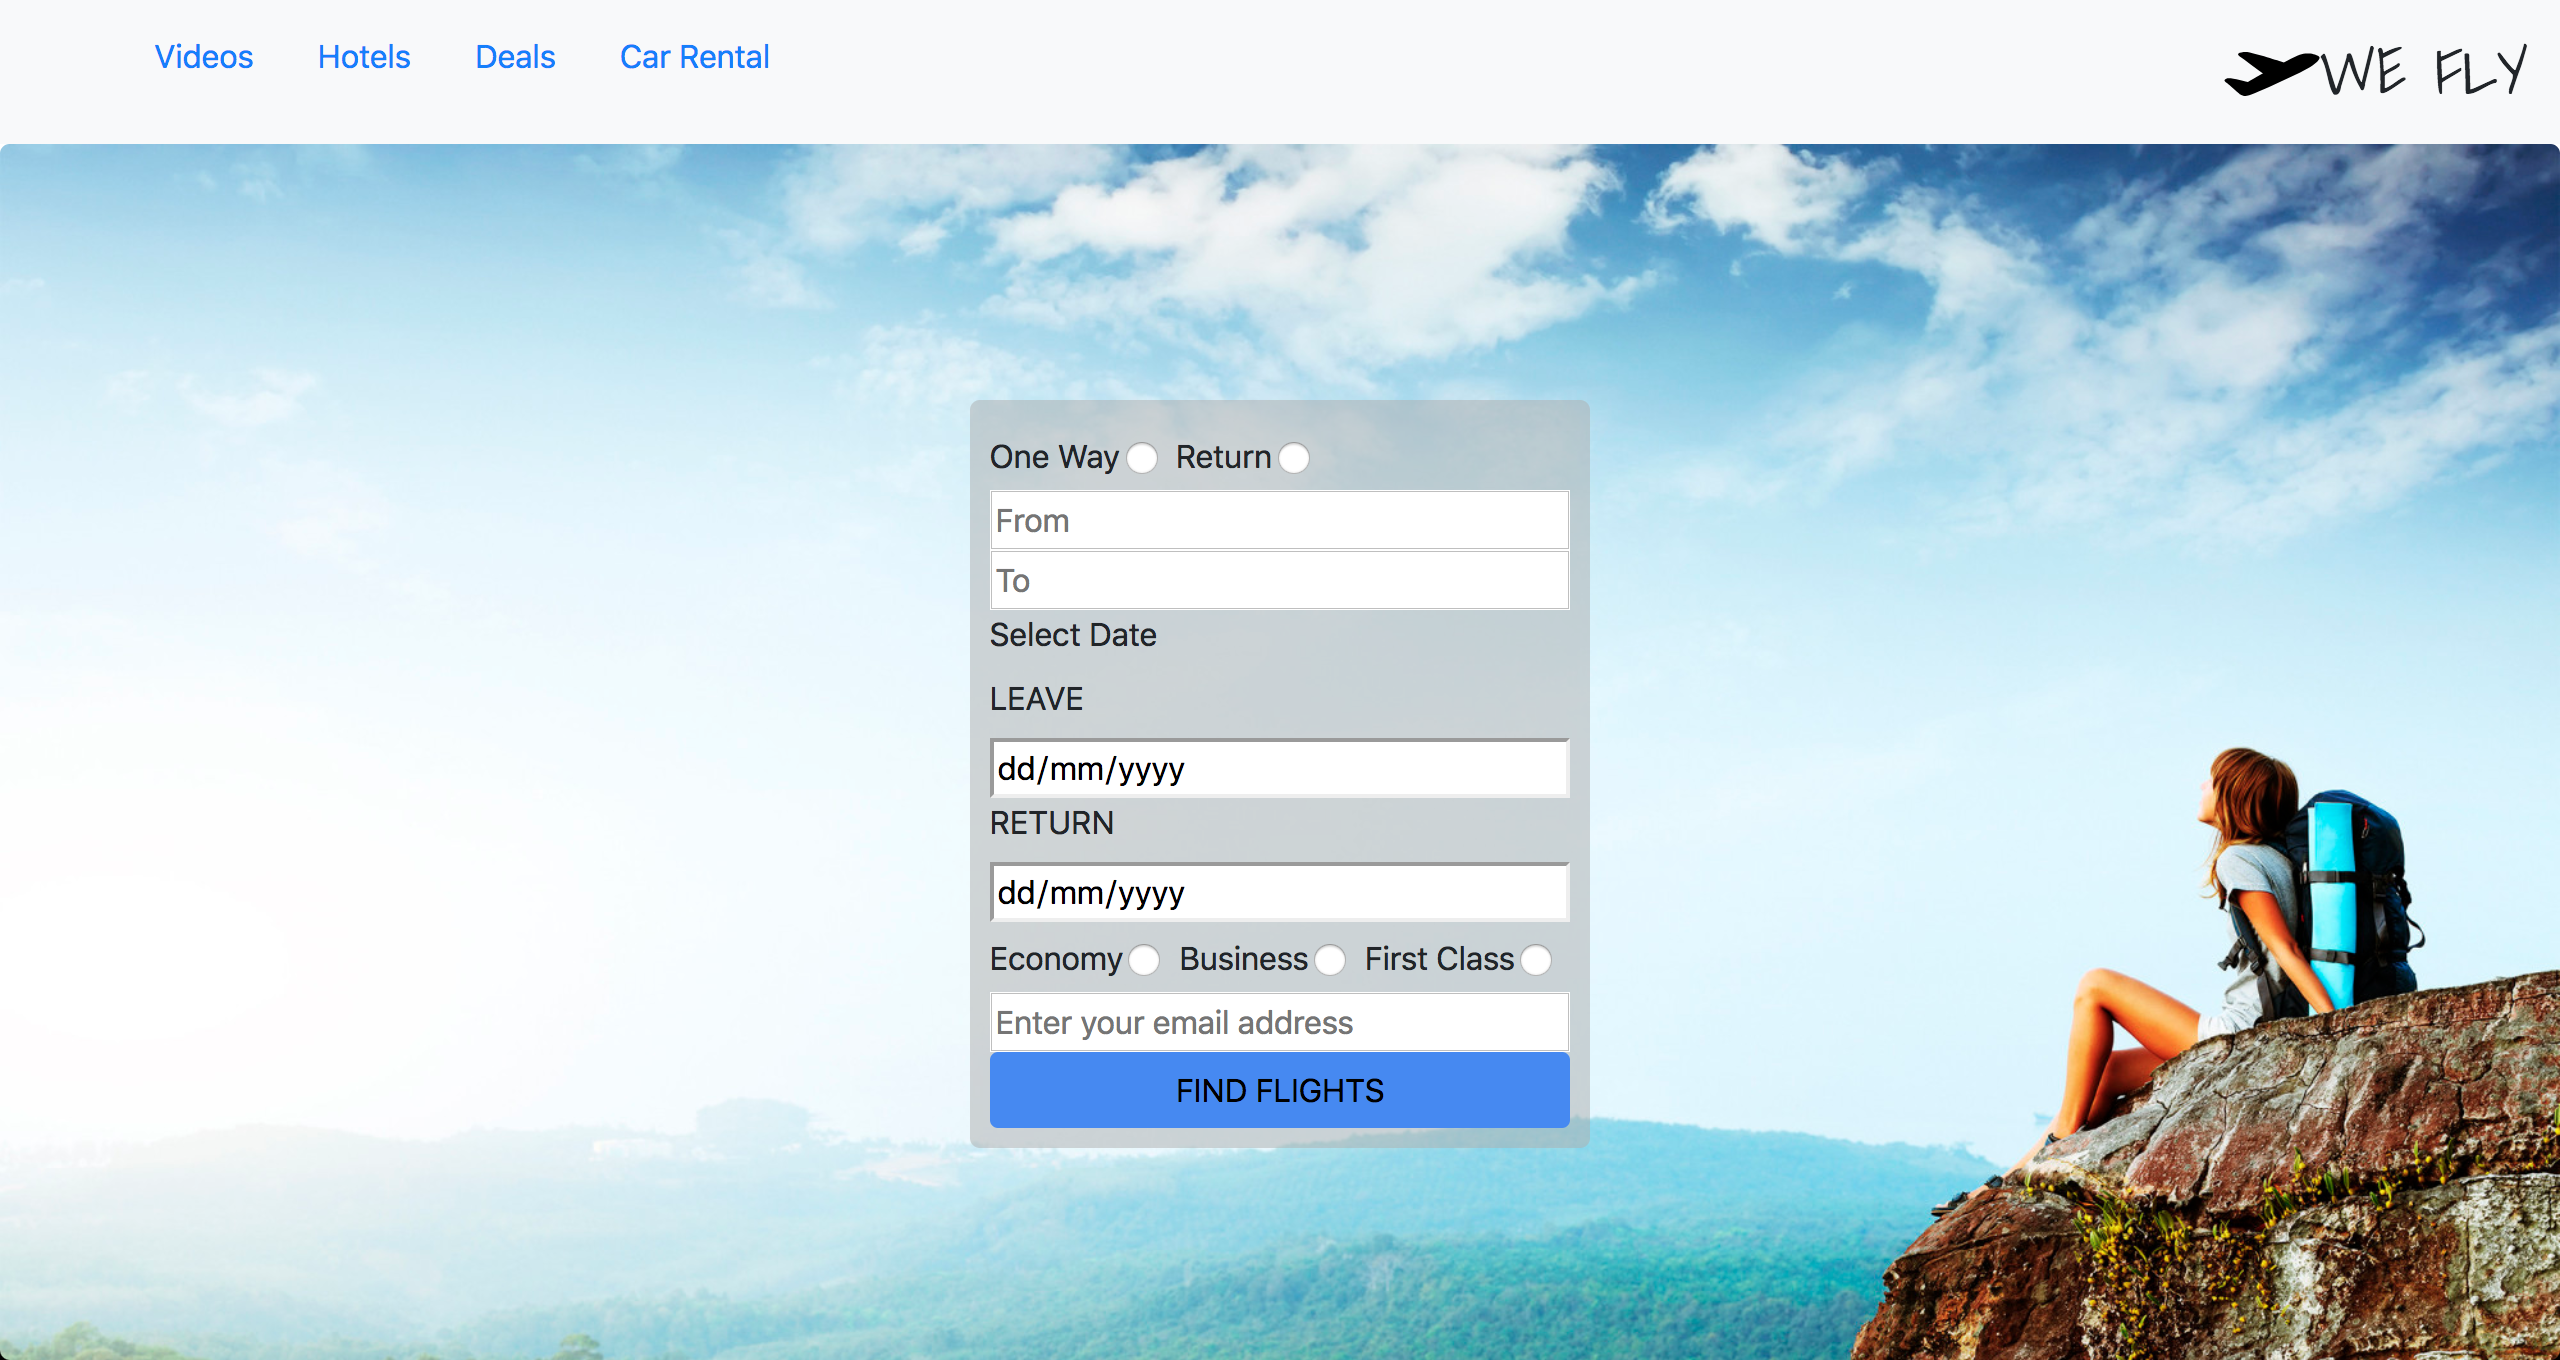 Videos Hotels Deals Car Rental WE FLY
One Way Return
From
To
Select Date
LEAVE
dd/mm/yyyy
RETURN
dd/mm/yyyy
Economy Business First Class
Enter your email address
FIND FLIGHTS